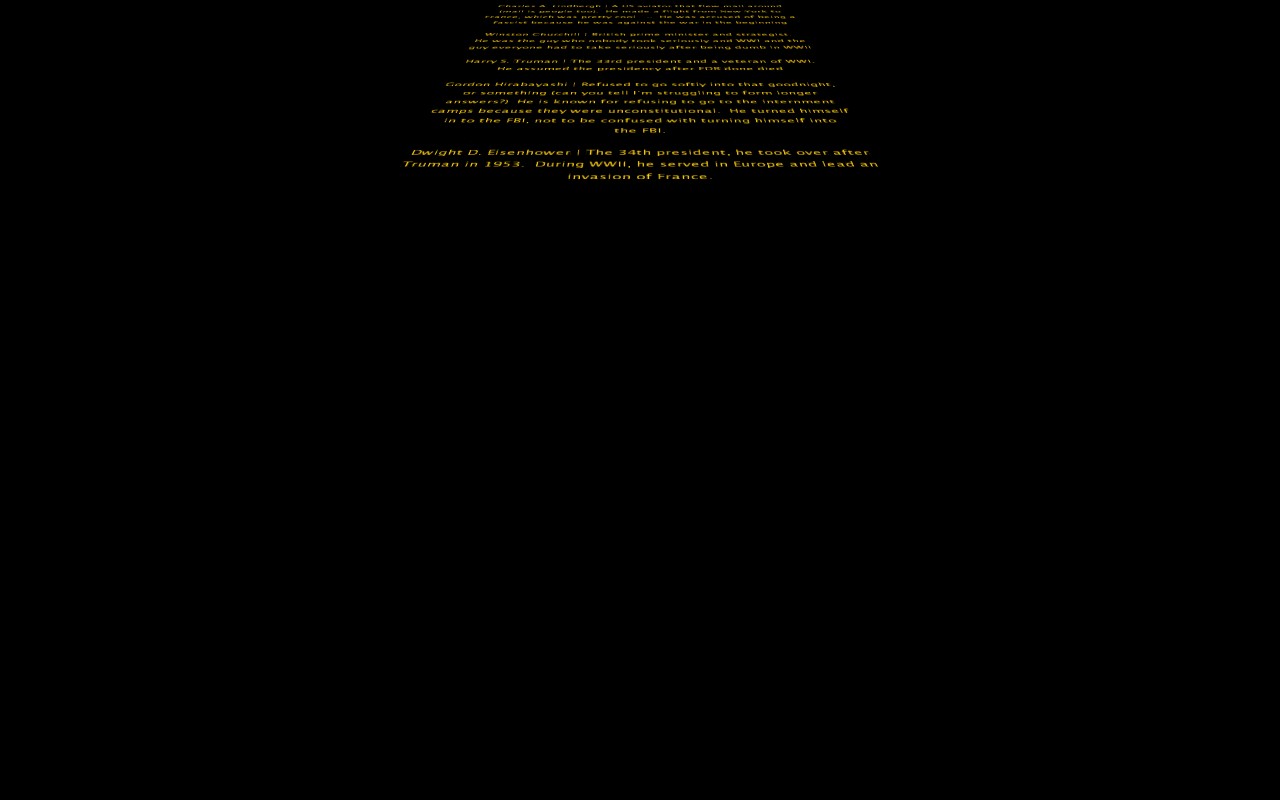 Charles A. Lindbergh | A US aviator that flew mail around
(mail is people too). He made a flight from New York to
France, which was pretty cool ... He was accused of being a
fascist because he was against the war in the beginning
Winston Churchill | British prime minister and strategiss
He was the guy who nobody took seriously and WWI and the
guy everyone had to take seriously after being dumb in WWII
Harry S. Truman | The 33rd president and a veteran of WWI.
He assumed the presidency after FDR done died
Gordon Hirabayashi | Refused to go softly into that goodnight,
or something (can you tell I'm struggling to form longer
answers?) He is known for refusing to go to the internment
camps because they were unconstitutional. He turned himself
in to the FBI, not to be confused with turning himself into
the FBI.
Dwight D. Eisenhower | The 34th president, he took over after
Truman in 1953. During WWII, he served in Europe and lead an
invasion of France.